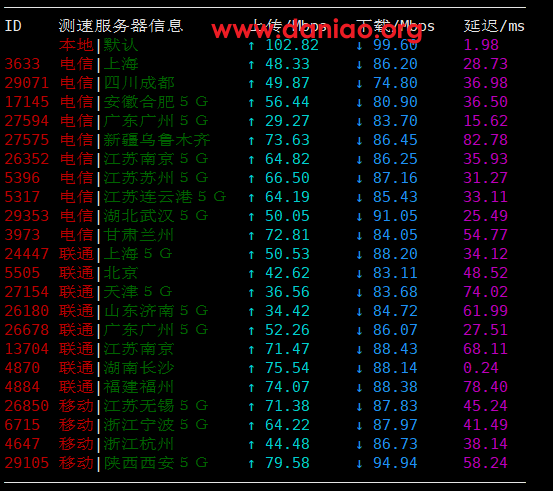 www.daniao.org
ID 测速服务器信息 上传/Mbps 下载/Mbps 延迟/ms
本地|默认 ↑ 102.82 ↓ 99.60 1.98
3633 电信|上海 ↑ 48.33 ↓ 86.20 28.73
29071 电信|四川成都 ↑ 49.87 ↓ 74.80 36.98
17145 电信|安徽合肥5G ↑ 56.44 ↓ 80.90 36.50
27594 电信|广东广州5G ↑ 29.27 ↓ 83.70 15.62
27575 电信|新疆乌鲁木齐 ↑ 73.63 ↓ 86.45 82.78
26352 电信|江苏南京5G ↑ 64.82 ↓ 86.25 35.93
5396 电信|江苏苏州5G ↑ 66.50 ↓ 87.16 31.27
5317 电信|江苏连云港5G ↑ 64.19 ↓ 85.43 33.11
29353 电信|湖北武汉5G ↑ 50.05 ↓ 91.05 25.49
3973 电信|甘肃兰州 ↑ 72.81 ↓ 84.05 54.77
24447 联通|上海5G ↑ 50.53 ↓ 88.20 34.12
5505 联通|北京 ↑ 42.62 ↓ 83.11 48.52
27154 联通|天津5G ↑ 36.56 ↓ 83.68 74.02
26180 联通|山东济南5G ↑ 34.42 ↓ 84.72 61.99
26678 联通|广东广州5G ↑ 52.26 ↓ 86.07 27.51
13704 联通|江苏南京 ↑ 71.47 ↓ 88.43 68.11
4870 联通|湖南长沙 ↑ 75.54 ↓ 88.14 0.24
4884 联通|福建福州 ↑ 74.07 ↓ 88.38 78.40
26850 移动|江苏无锡5G ↑ 71.38 ↓ 87.83 45.24
6715 移动|浙江宁波5G ↑ 64.22 ↓ 87.97 41.49
4647 移动|浙江杭州 ↑ 44.48 ↓ 86.73 38.14
29105 移动|陕西西安5G ↑ 79.58 ↓ 94.94 58.24